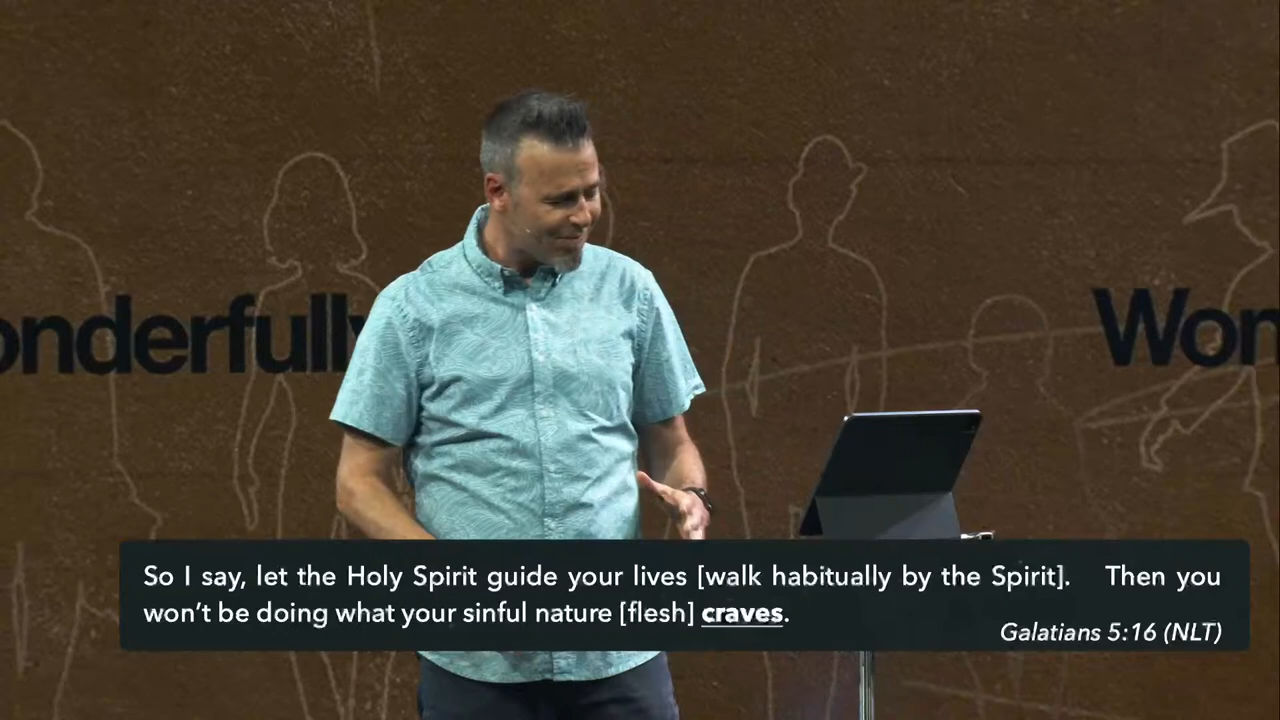 onderfully
Won
So I say, let the Holy Spirit guide your lives [walk habitually by the Spirit]. Then you
won't be doing what your sinful nature [flesh] craves.
Galatians 5:16 (NLT)